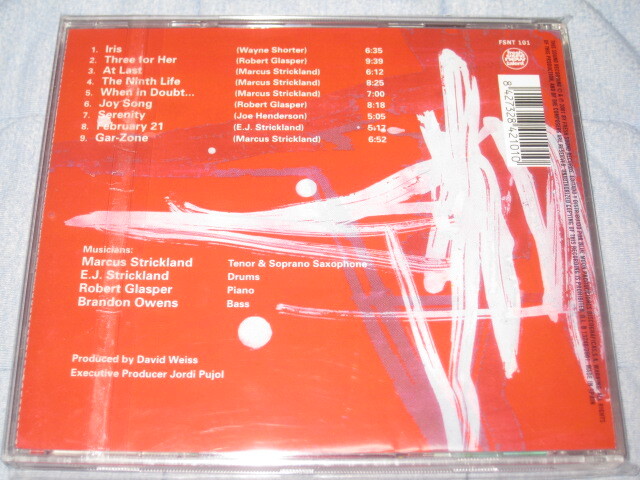 1. Iris (Wayne Shorter) 6:35
2. Three for Her (Robert Glasper) 9:39
3. At Last (Marcus Strickland) 6:12
4. The Ninth Life (Marcus Strickland) 8:25
5. When in Doubt... (Marcus Strickland) 7:00
6. Joy Song (Robert Glasper) 8:18
7. Serenity (Joe Henderson) 5:05
8. February 21 (E.J. Strickland) 5:12
9. Gar-Zone (Marcus Strickland) 6:52
Musicians:
Marcus Strickland Tenor & Soprano Saxophone
E.J. Strickland Drums
Robert Glasper Piano
Brandon Owens Bass
Produced by David Weiss
Executive Producer Jordi Pujol
FSNT 101
8427328421010